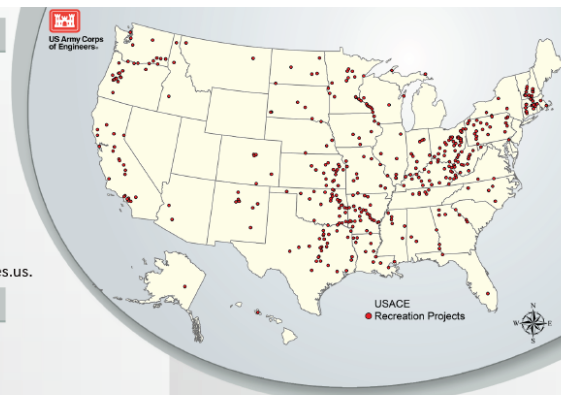 US Army Corps
of Engineers®
es.us.
USACE
Recreation Projects
N
W E
S